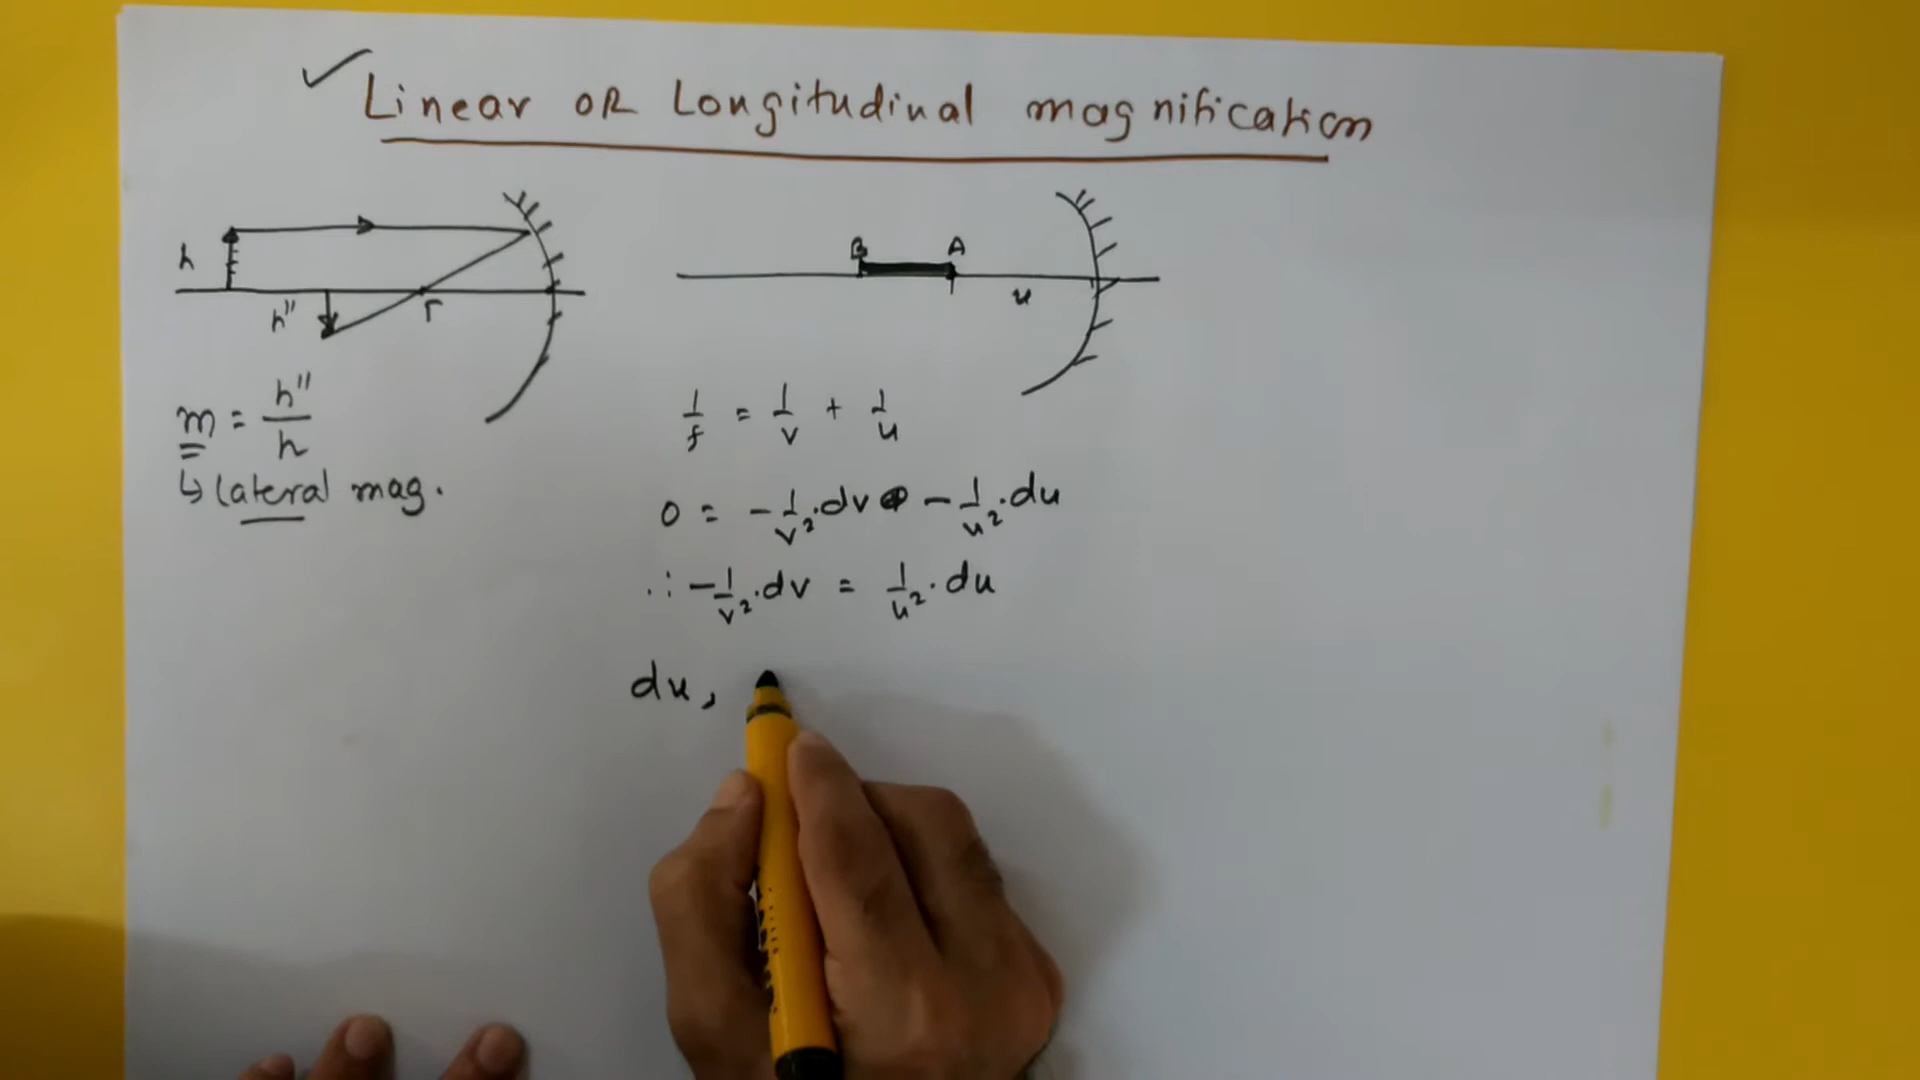 ✓ Linear OR Longitudinal magnification
h
h"
F
m = h"/h
↳ lateral mag.
B A
u
1/f = 1/v + 1/u
0 = -1/v².dv -1/u².du
∴ -1/v².dv = 1/u².du
du,